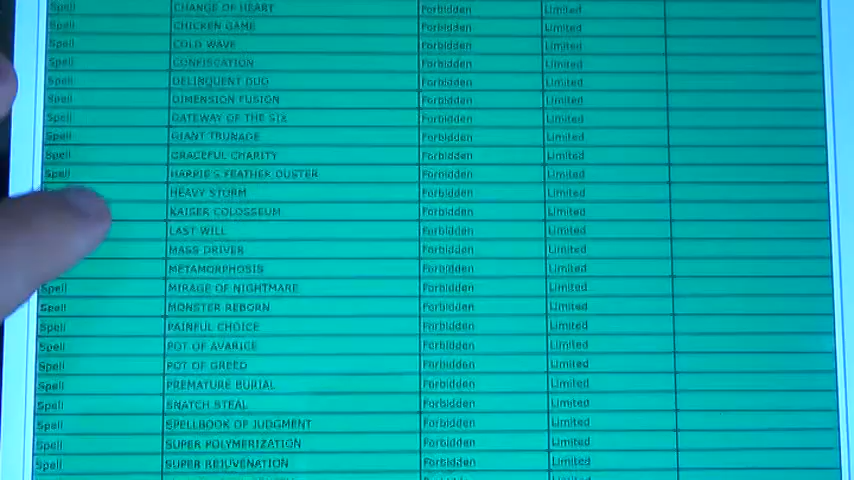 Spell CHANGE OF HEART Forbidden Limited
Spell CHICKEN GAME Forbidden Limited
Spell COLD WAVE Forbidden Limited
Spell CONFISCATION Forbidden Limited
Spell DELINQUENT DUO Forbidden Limited
Spell DIMENSION FUSION Forbidden Limited
Spell GATEWAY OF THE SIX Forbidden Limited
Spell GIANT TRUNADE Forbidden Limited
Spell GRACEFUL CHARITY Forbidden Limited
Spell HARPIE'S FEATHER DUSTER Forbidden Limited
HEAVY STORM Forbidden Limited
KAISER COLOSSEUM Forbidden Limited
LAST WILL Forbidden Limited
MASS DRIVER Forbidden Limited
METAMORPHOSIS Forbidden Limited
Spell MIRAGE OF NIGHTMARE Forbidden Limited
Spell MONSTER REBORN Forbidden Limited
Spell PAINFUL CHOICE Forbidden Limited
Spell POT OF AVARICE Forbidden Limited
Spell POT OF GREED Forbidden Limited
Spell PREMATURE BURIAL Forbidden Limited
Spell SNATCH STEAL Forbidden Limited
Spell SPELLBOOK OF JUDGMENT Forbidden Limited
Spell SUPER POLYMERIZATION Forbidden Limited
Spell SUPER REJUVENATION Forbidden Limited